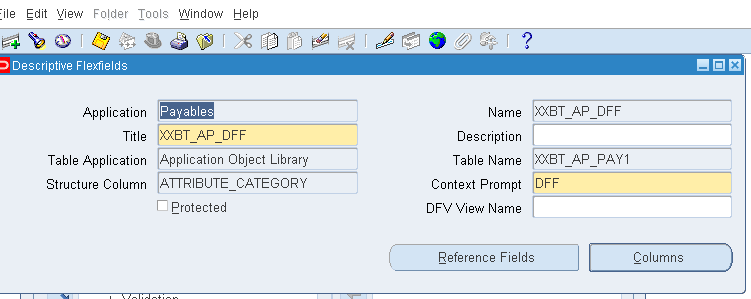 File Edit View Folder Tools Window Help
Descriptive Flexfields
Application Payables Name XXBT_AP_DFF
Title XXBT_AP_DFF Description
Table Application Application Object Library Table Name XXBT_AP_PAY1
Structure Column ATTRIBUTE_CATEGORY Context Prompt DFF
Protected DFV View Name
Reference Fields Columns
Validation